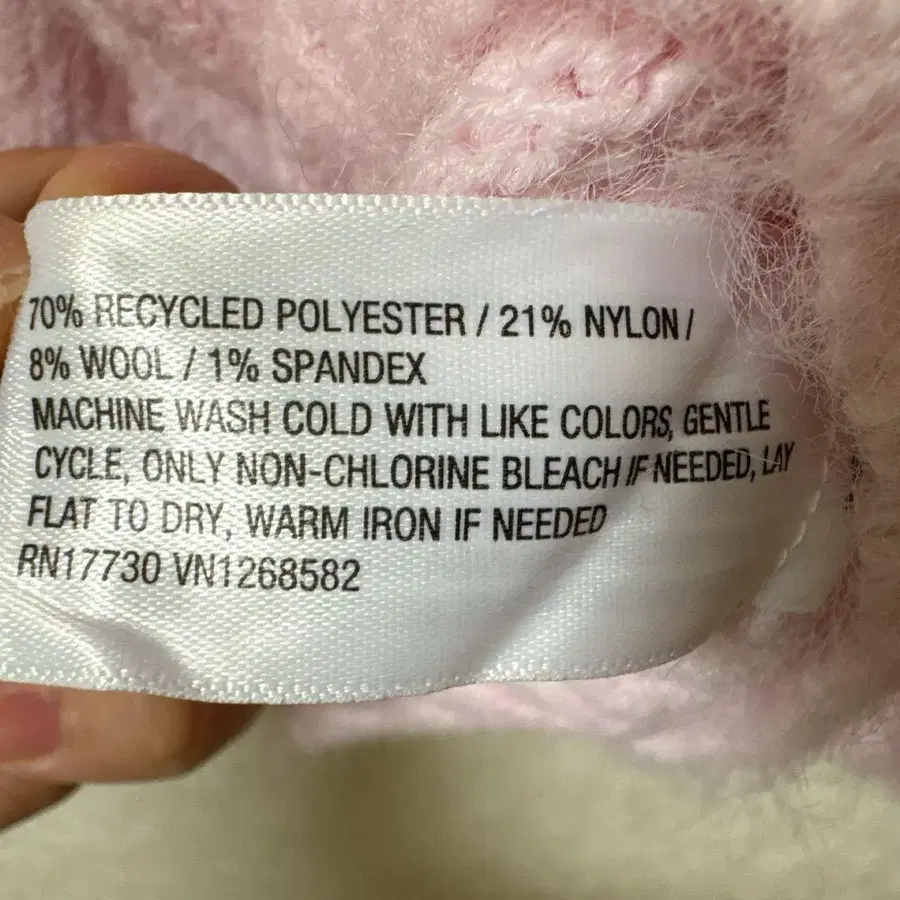 70% RECYCLED POLYESTER / 21% NYLON /
8% WOOL / 1% SPANDEX
MACHINE WASH COLD WITH LIKE COLORS, GENTLE
CYCLE, ONLY NON-CHLORINE BLEACH IF NEEDED, LAY
FLAT TO DRY, WARM IRON IF NEEDED
RN17730 VN1268582